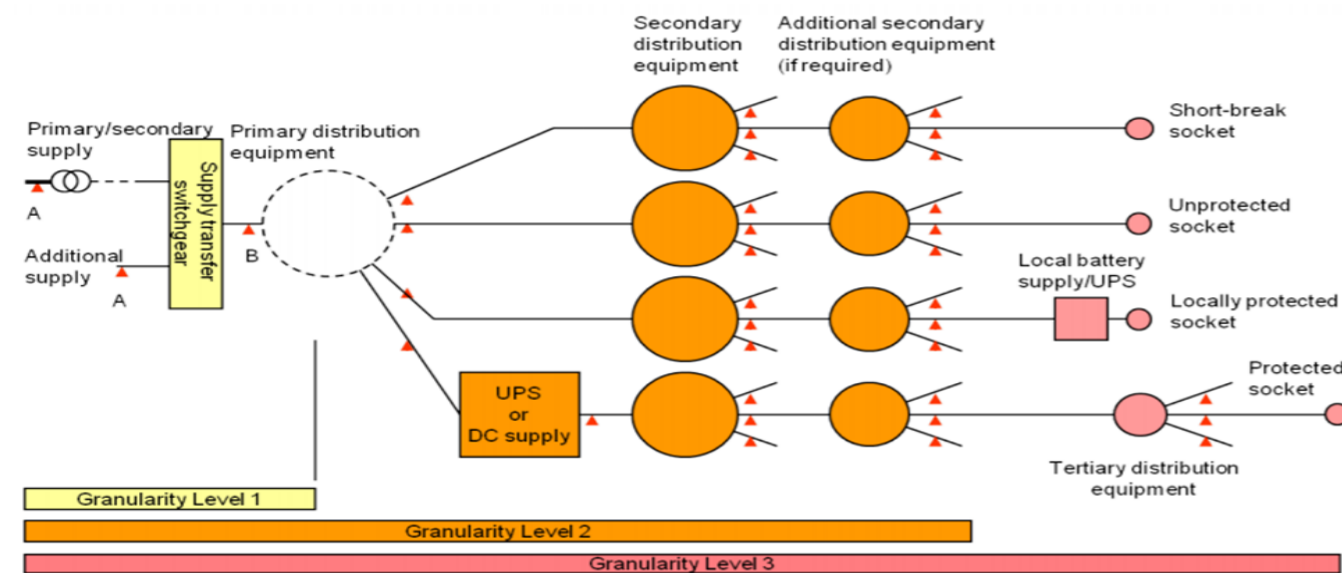 Secondary
distribution
equipment
Additional secondary
distribution equipment
(if required)
Primary/secondary
supply
Primary distribution
equipment
Supply transfer
switchgear
A
B
Additional
supply
A
Short-break
socket
Unprotected
socket
Local battery
supply/UPS
Locally protected
socket
UPS
or
DC supply
Protected
socket
Tertiary distribution
equipment
Granularity Level 1
Granularity Level 2
Granularity Level 3